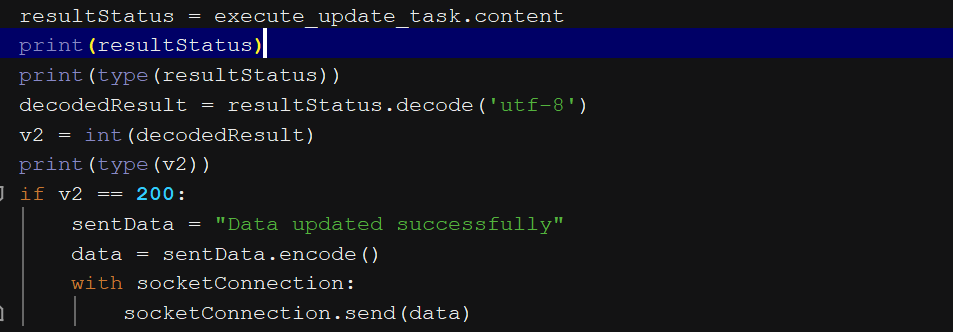 resultStatus = execute_update_task.content
print(resultStatus)
print(type(resultStatus))
decodedResult = resultStatus.decode('utf-8')
v2 = int(decodedResult)
print(type(v2))
if v2 == 200:
    sentData = "Data updated successfully"
    data = sentData.encode()
    with socketConnection:
        socketConnection.send(data)